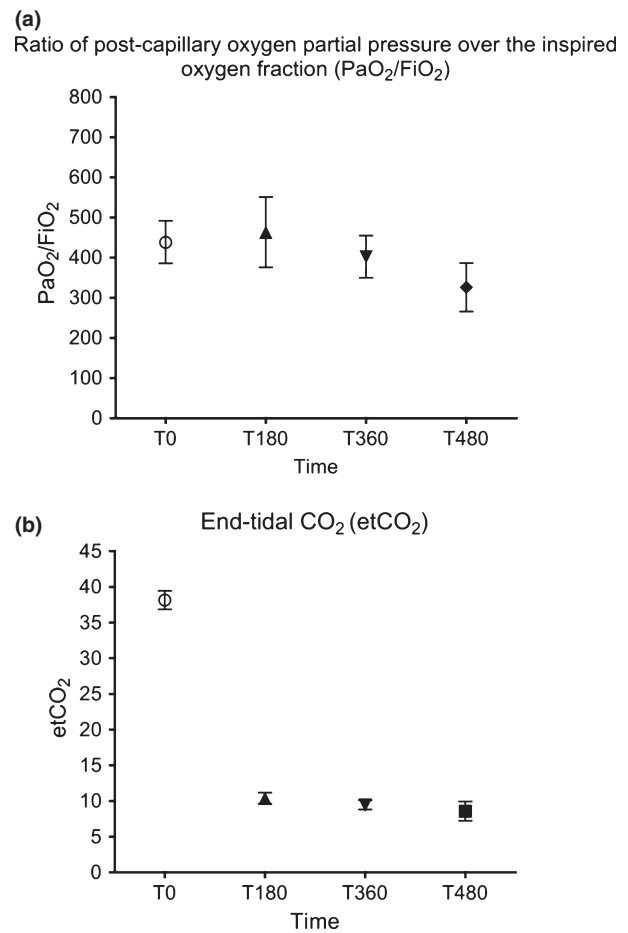 (a)
Ratio of post-capillary oxygen partial pressure over the inspired
oxygen fraction (PaO₂/FiO₂)
800
700
600
500
400
300
200
100
0
PaO₂/FiO₂
T0 T180 T360 T480
Time
(b)
End-tidal CO₂ (etCO₂)
45
40
35
30
25
20
15
10
5
0
etCO₂
T0 T180 T360 T480
Time